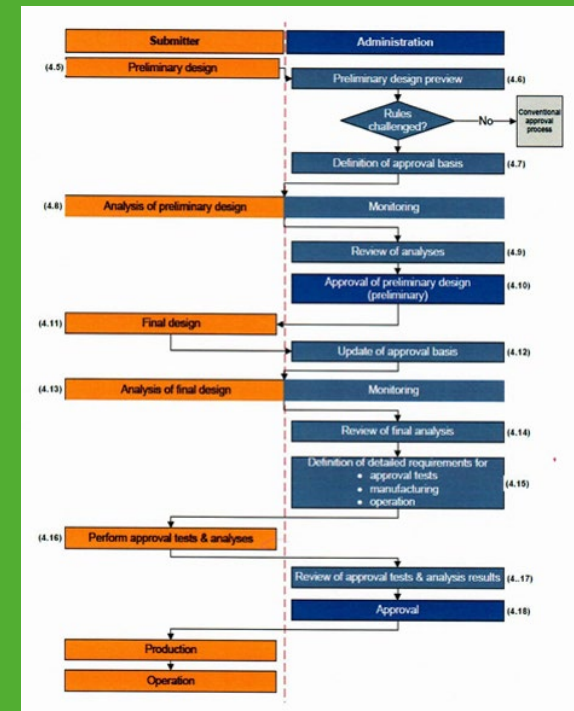 Submitter
Administration
(4.5)
Preliminary design
Preliminary design preview
(4.6)
Rules
challenged?
No
Conventional
approval
process
Definition of approval basis
(4.7)
(4.8)
Analysis of preliminary design
Monitoring
Review of analyses
(4.9)
Approval of preliminary design
(preliminary)
(4.10)
(4.11)
Final design
Update of approval basis
(4.12)
(4.13)
Analysis of final design
Monitoring
Review of final analysis
(4.14)
Definition of detailed requirements for
• approval tests
• manufacturing
• operation
(4.15)
(4.16)
Perform approval tests & analyses
Review of approval tests & analysis results
(4..17)
Approval
(4.18)
Production
Operation